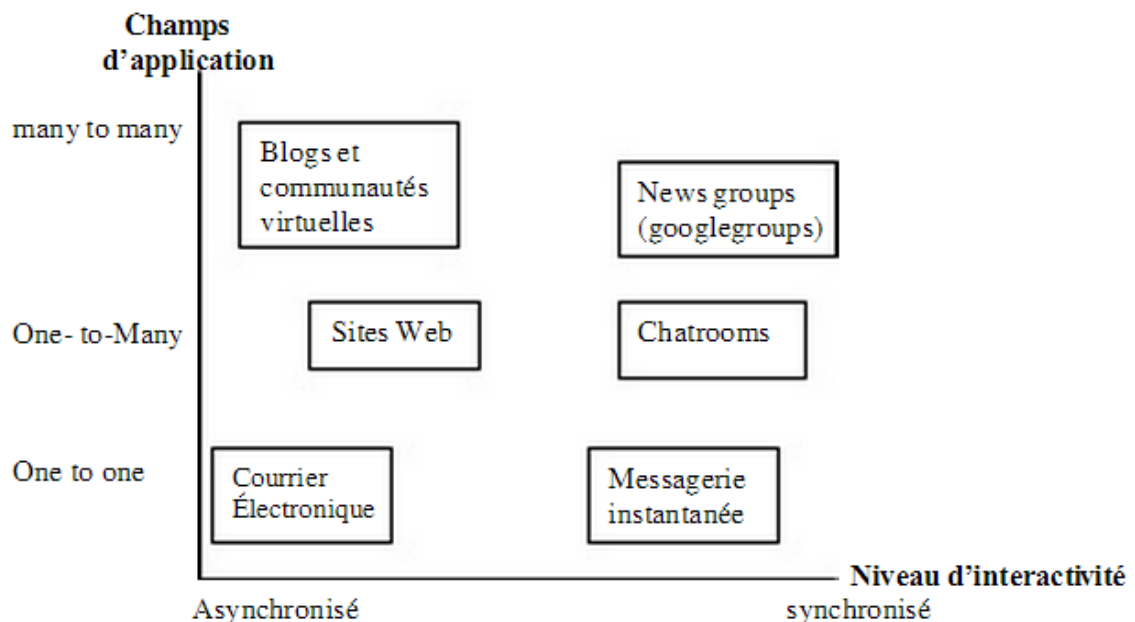 Champs
d’application
many to many
Blogs et
communautés
virtuelles
News groups
(googlegroups)
One- to-Many
Sites Web
Chatrooms
One to one
Courrier
Électronique
Messagerie
instantanée
Niveau d’interactivité
Asynchronisé
synchronisé